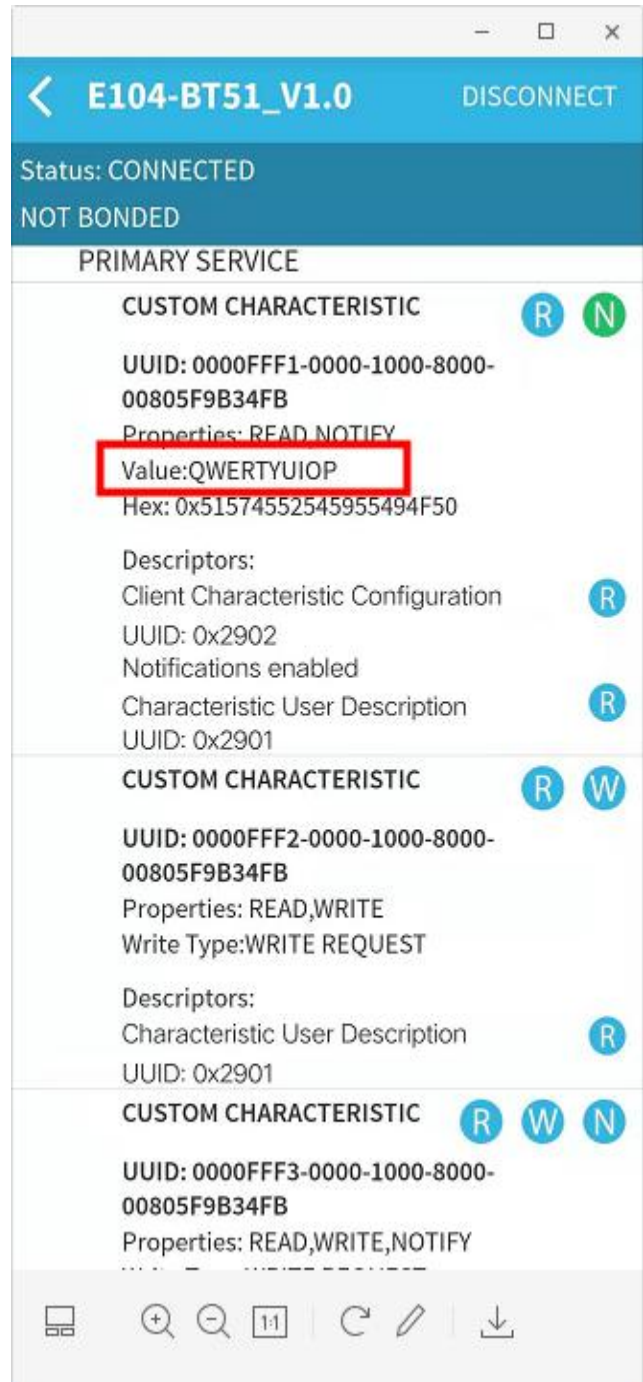 E104-BT51_V1.0 DISCONNECT
Status: CONNECTED
NOT BONDED
PRIMARY SERVICE
CUSTOM CHARACTERISTIC R N
UUID: 0000FFF1-0000-1000-8000-
00805F9B34FB
Properties: READ,NOTIFY
Value:QWERTYUIOP
Hex: 0x51574552545955494F50
Descriptors:
Client Characteristic Configuration R
UUID: 0x2902
Notifications enabled
Characteristic User Description R
UUID: 0x2901
CUSTOM CHARACTERISTIC R W
UUID: 0000FFF2-0000-1000-8000-
00805F9B34FB
Properties: READ,WRITE
Write Type:WRITE REQUEST
Descriptors:
Characteristic User Description R
UUID: 0x2901
CUSTOM CHARACTERISTIC R W N
UUID: 0000FFF3-0000-1000-8000-
00805F9B34FB
Properties: READ,WRITE,NOTIFY
1:1